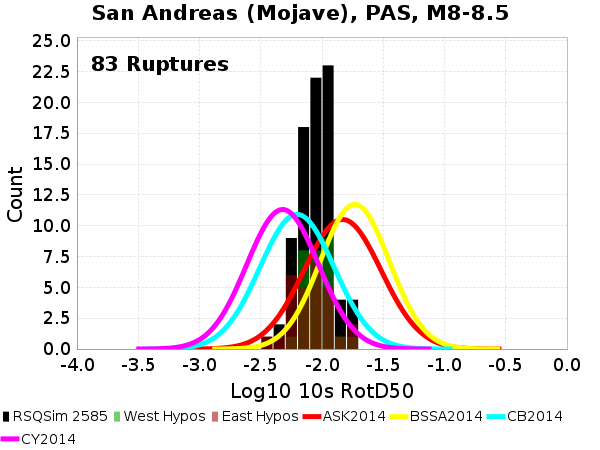 San Andreas (Mojave), PAS, M8-8.5
83 Ruptures
Count
25.0
22.5
20.0
17.5
15.0
12.5
10.0
7.5
5.0
2.5
0.0
-4.0 -3.5 -3.0 -2.5 -2.0 -1.5 -1.0 -0.5 0.0
Log10 10s RotD50
RSQSim 2585 West Hypos East Hypos ASK2014 BSSA2014 CB2014
CY2014